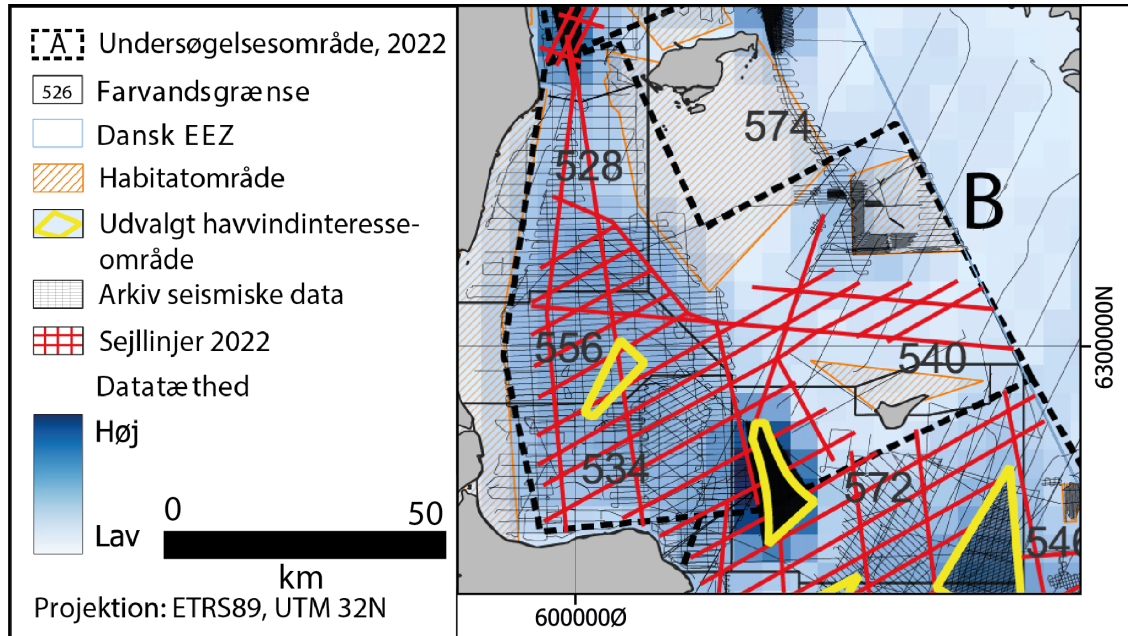 A Undersøgelsesområde, 2022
526 Farvandsgrænse
Dansk EEZ
Habitatområde
Udvalgt havvindinteresse-
område
Arkiv seismiske data
Sejllinjer 2022
Datatæthed
Høj
Lav
0 50
km
Projektion: ETRS89, UTM 32N
574
528
B
556
540
534
572
546
6300000N
600000Ø